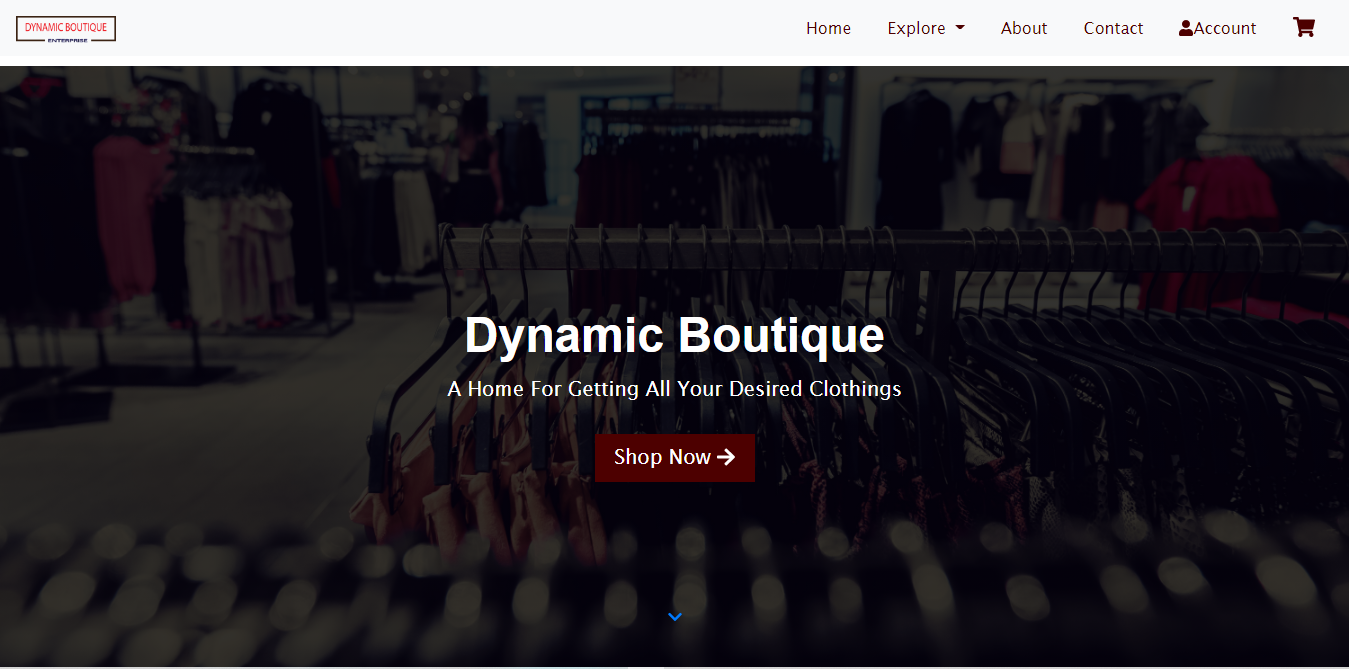 DYNAMIC BOUTIQUE
ENTERPRISE
Home Explore About Contact Account
Dynamic Boutique
A Home For Getting All Your Desired Clothings
Shop Now